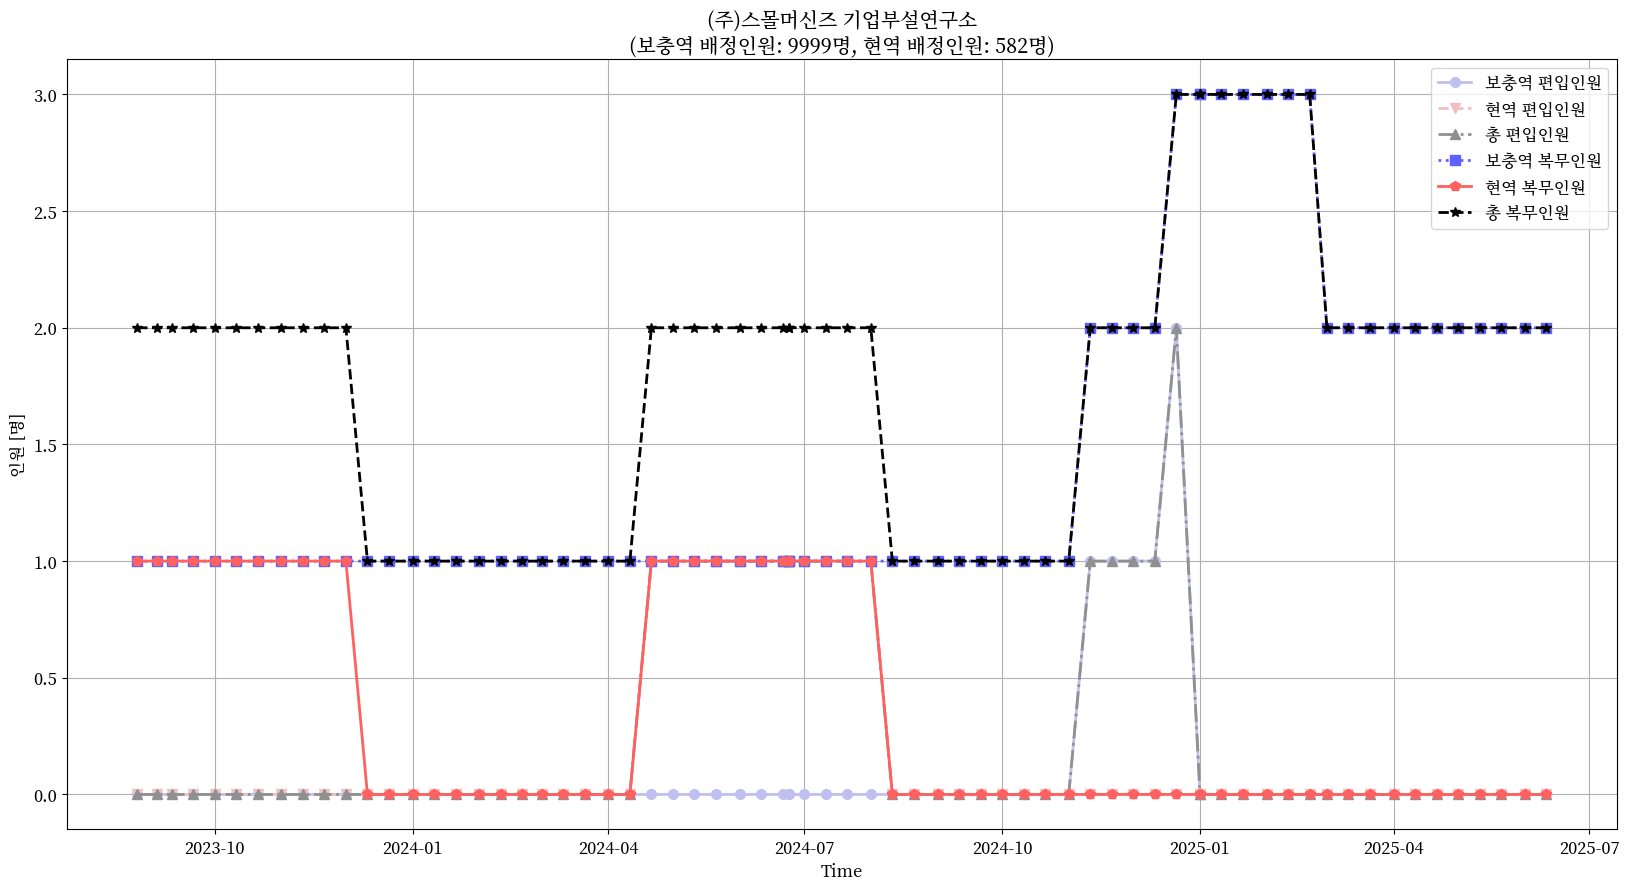 (주)스몰머신즈 기업부설연구소
(보충역 배정인원: 9999명, 현역 배정인원: 582명)
보충역 편입인원
현역 편입인원
총 편입인원
보충역 복무인원
현역 복무인원
총 복무인원
인원 [명]
3.0
2.5
2.0
1.5
1.0
0.5
0.0
2023-10
2024-01
2024-04
2024-07
2024-10
2025-01
2025-04
2025-07
Time